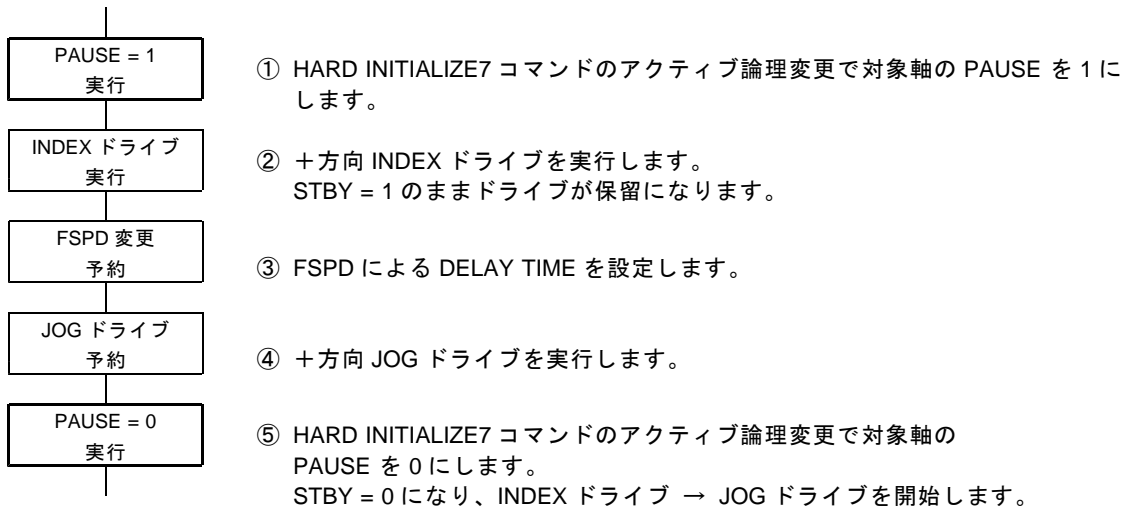 PAUSE = 1
実行
① HARD INITIALIZE7 コマンドのアクティブ論理変更で対象軸の PAUSE を 1 に
します。
INDEX ドライブ
実行
② ＋方向 INDEX ドライブを実行します。
STBY = 1 のままドライブが保留になります。
FSPD 変更
予約
③ FSPD による DELAY TIME を設定します。
JOG ドライブ
予約
④ ＋方向 JOG ドライブを実行します。
PAUSE = 0
実行
⑤ HARD INITIALIZE7 コマンドのアクティブ論理変更で対象軸の
PAUSE を 0 にします。
STBY = 0 になり、INDEX ドライブ → JOG ドライブを開始します。